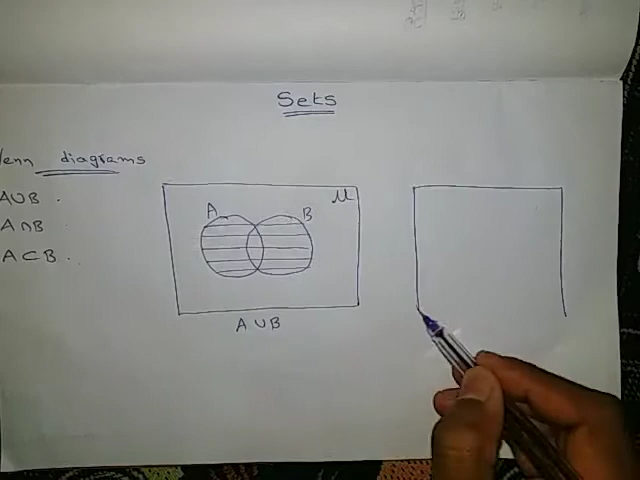 Sets
Venn diagrams
A∪B.
A∩B
A⊂B.
A
B
μ
A∪B